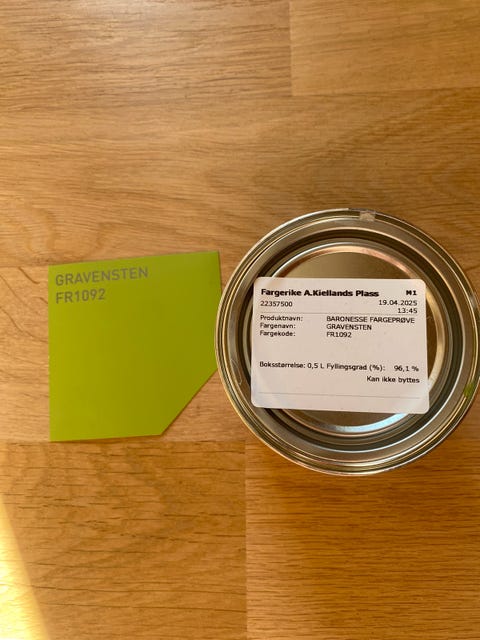 GRAVENSTEN
FR1092
Fargerike A.Kiellands Plass M1
22357500 19.04.2025
13:45
Produktnavn: BARONESSE FARGEPRØVE
Fargenavn: GRAVENSTEN
Fargekode: FR1092
Boksstørrelse: 0,5 L Fyllingsgrad (%): 96,1 %
Kan ikke byttes